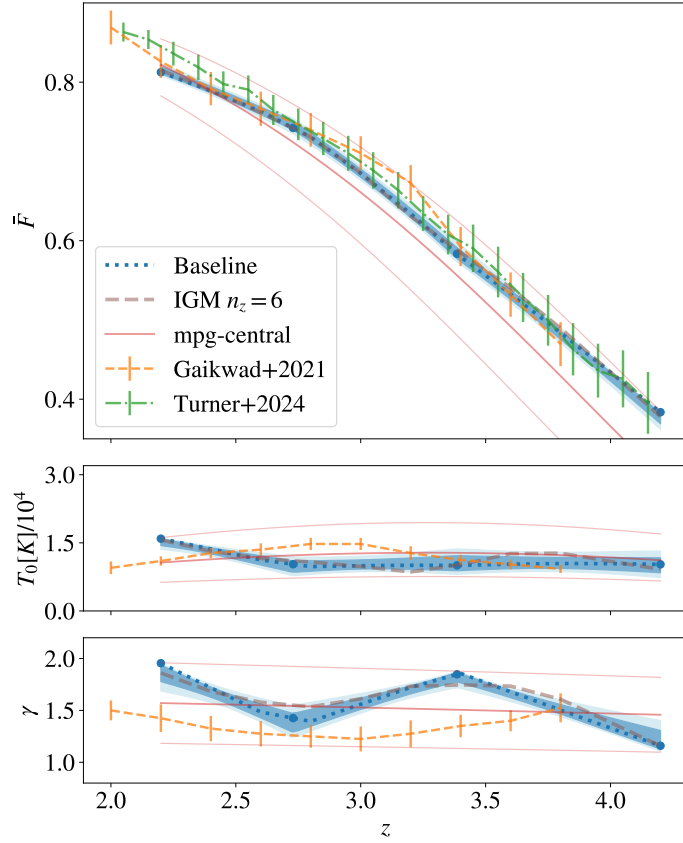 0.8
0.6
0.4
F̄
Baseline
IGM n_z = 6
mpg-central
Gaikwad+2021
Turner+2024
3.0
1.5
0.0
T_0[K]/10^4
2.0
1.5
1.0
γ
2.0 2.5 3.0 3.5 4.0
z